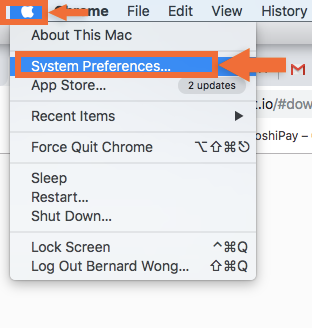 Chrome File Edit View History
About This Mac
System Preferences...
App Store... 2 updates
t.io/#dow
Recent Items ▶
oshiPay –
Force Quit Chrome ⌥⇧⌘⎋
Sleep
Restart...
Shut Down...
Lock Screen ^⌘Q
Log Out Bernard Wong... ⇧⌘Q